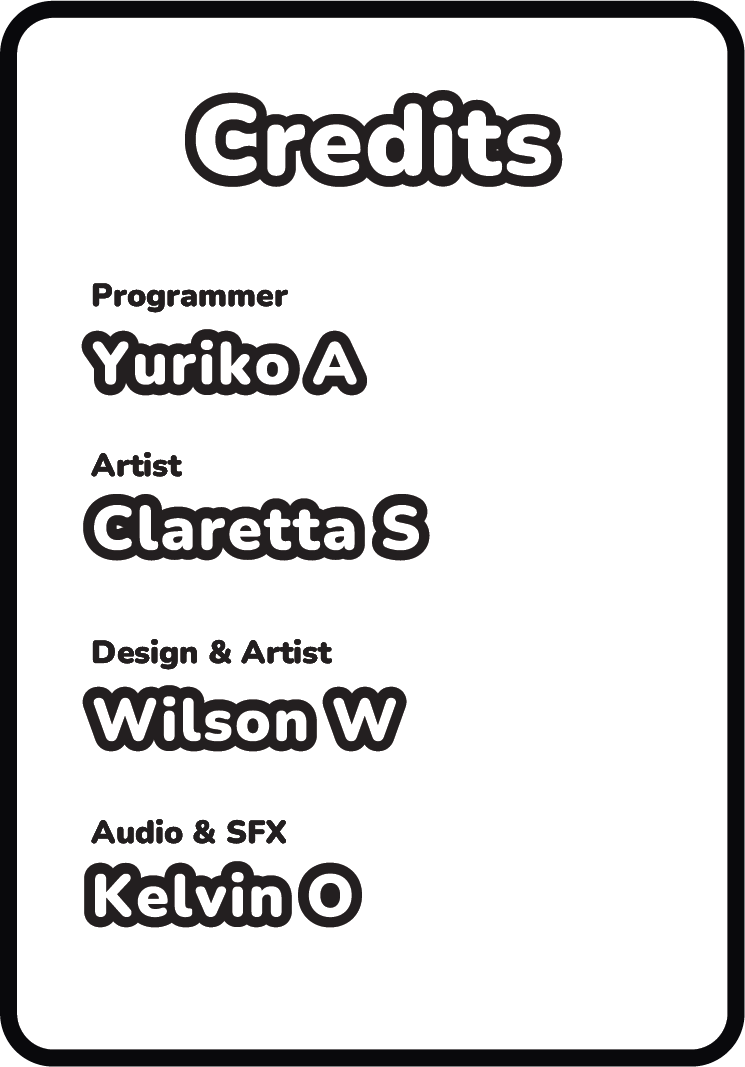 Credits
Programmer
Yuriko A
Artist
Claretta S
Design & Artist
Wilson W
Audio & SFX
Kelvin O